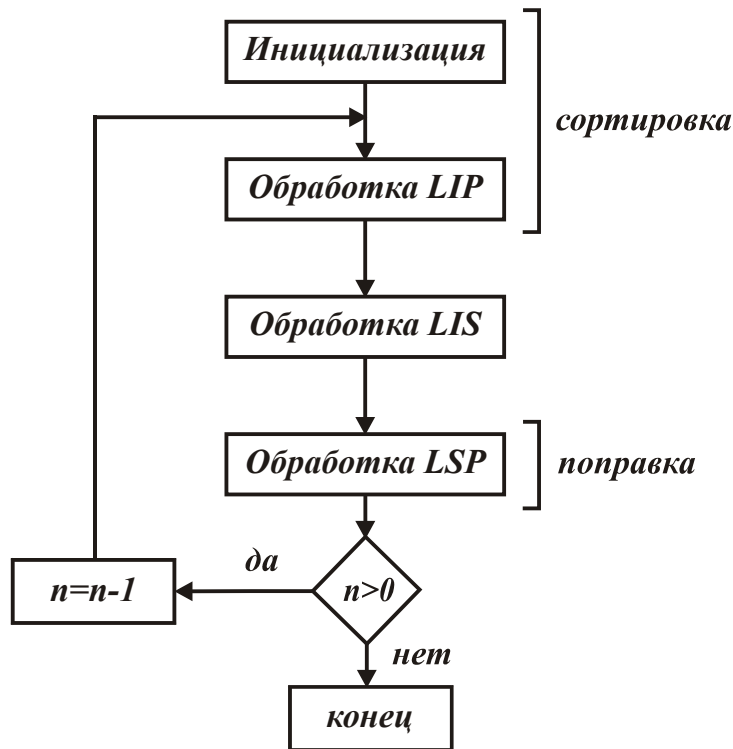 Инициализация
сортировка
Обработка LIP
Обработка LIS
Обработка LSP
поправка
да
n=n-1
n>0
нет
конец